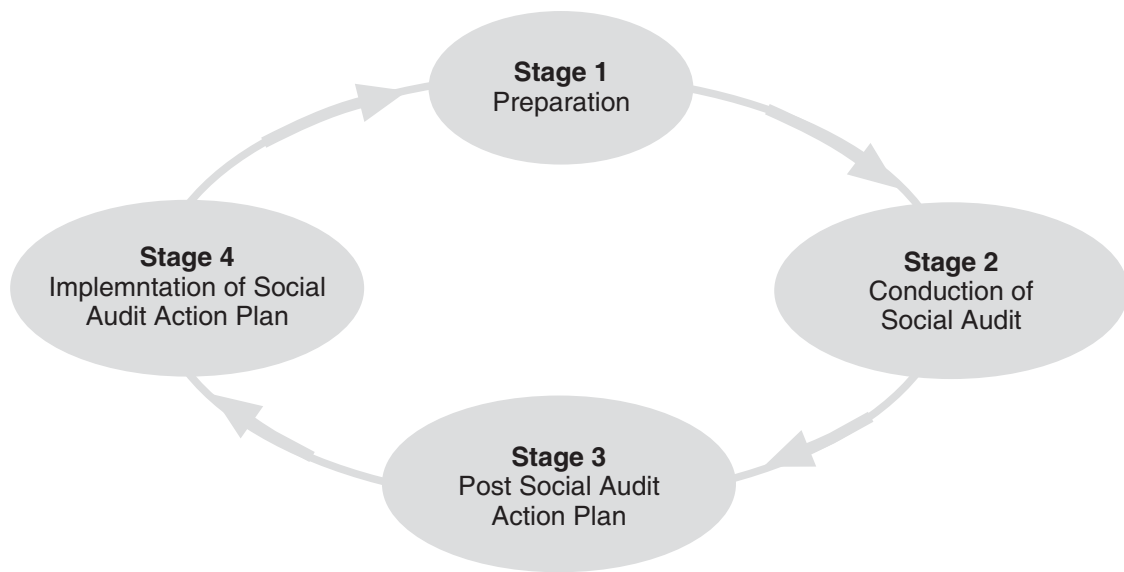 Stage 1
Preparation
Stage 2
Conduction of
Social Audit
Stage 3
Post Social Audit
Action Plan
Stage 4
Implemntation of Social
Audit Action Plan